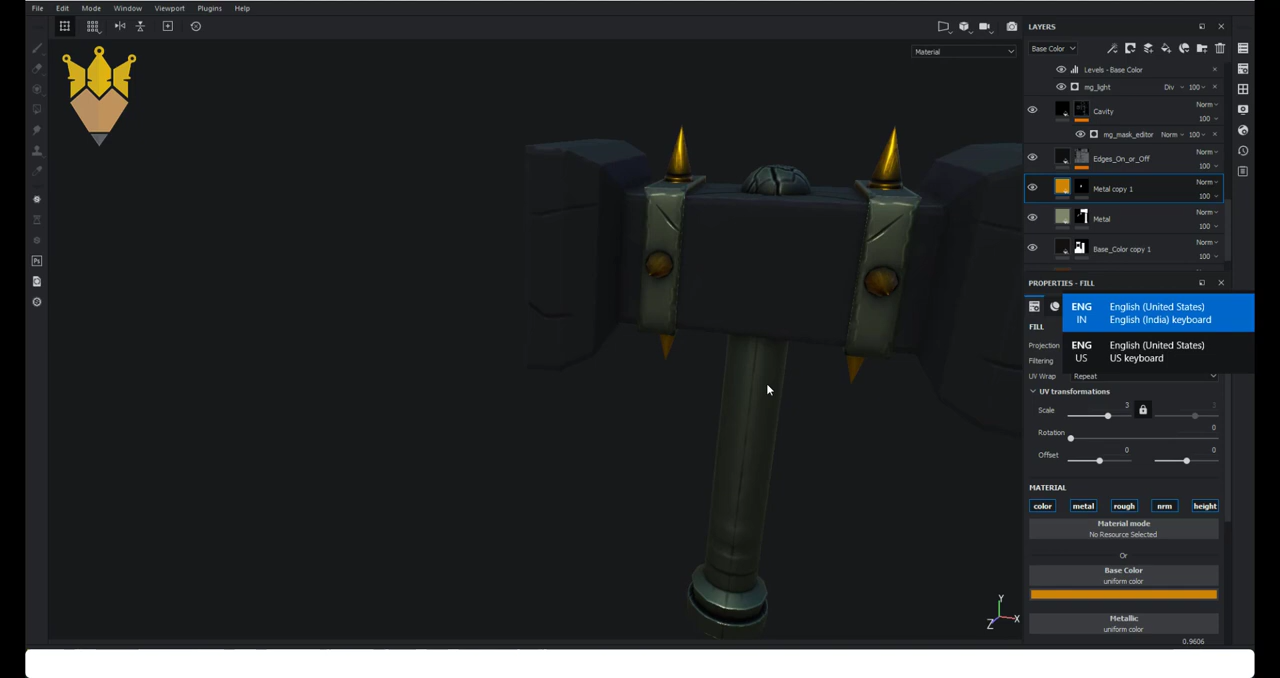 File Edit Mode Window Viewport Plugins Help
Material
LAYERS
Base Color
Levels - Base Color
mg_light Div 100
Cavity Norm 100
mg_mask_editor Norm 100
Edges_On_or_Off Norm 100
Metal copy 1 Norm 100
Metal Norm 100
Base_Color copy 1 Norm 100
PROPERTIES - FILL
ENG English (United States)
IN English (India) keyboard
ENG English (United States)
US US keyboard
FILL
Projection
Filtering
UV Wrap Repeat
UV transformations
Scale 3 3
Rotation 0
Offset 0 0
MATERIAL
color metal rough nrm height
Material mode
No Resource Selected
Or
Base Color
uniform color
Metallic
uniform color
0.9606
Y
X
Z
Ps